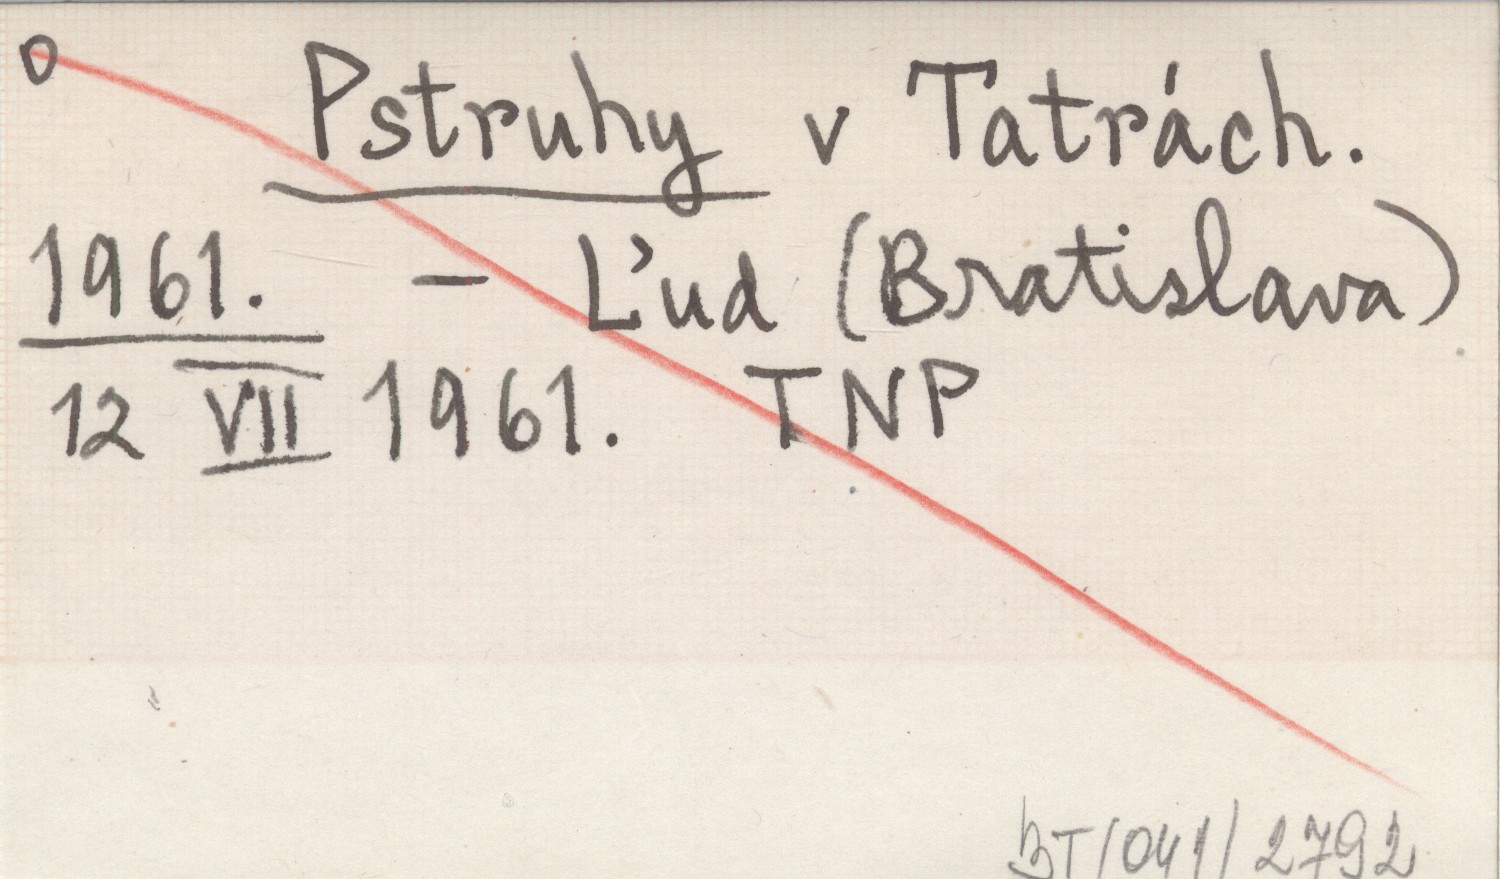 O Pstruhy v Tatrách.
1961. – Ľud (Bratislava)
12 VII 1961. TNP
BT/041/2792